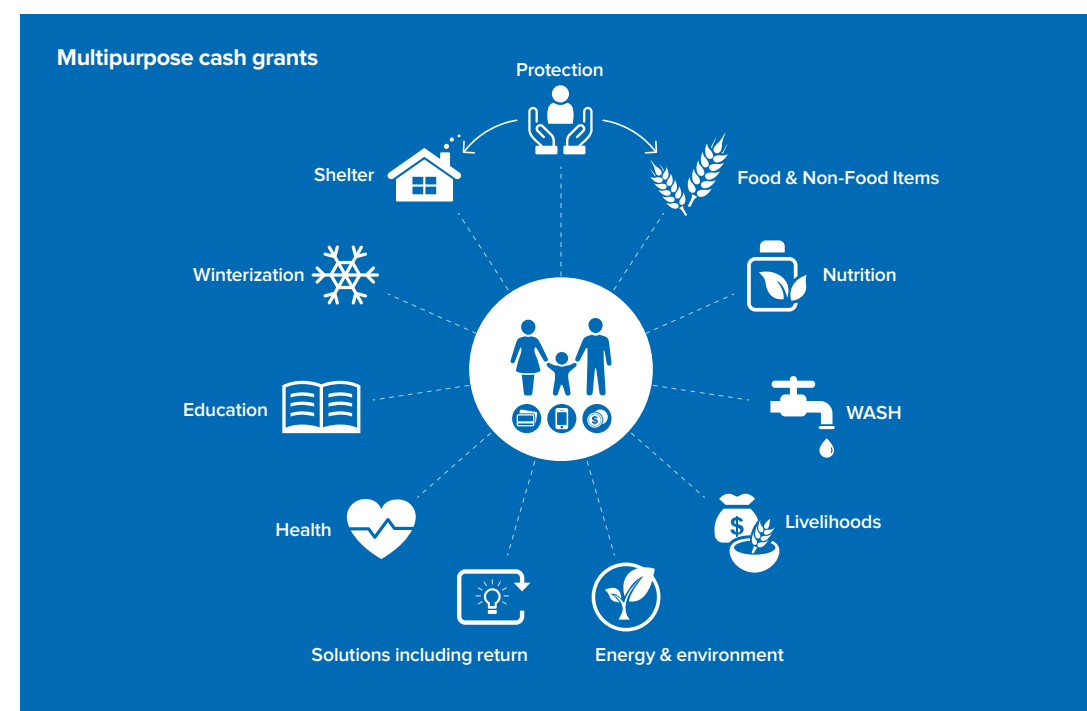 Multipurpose cash grants
Protection
Shelter
Food & Non-Food Items
Winterization
Nutrition
Education
WASH
Health
Livelihoods
$
$
Solutions including return
Energy & environment